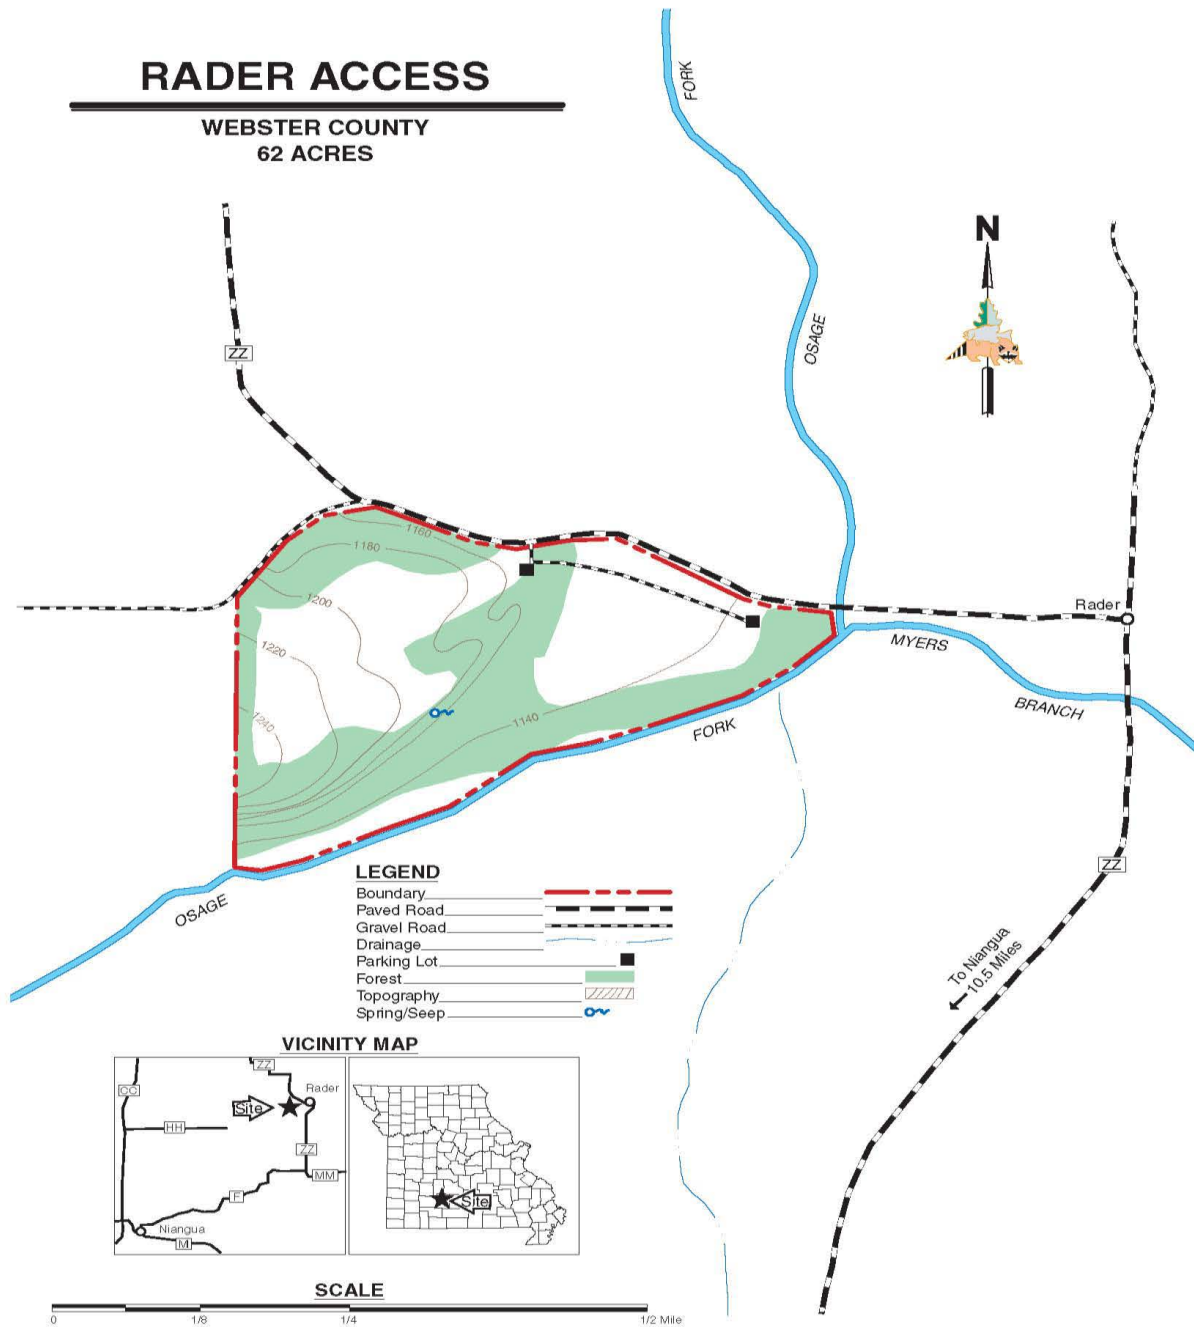 RADER ACCESS
WEBSTER COUNTY
62 ACRES
FORK
N
OSAGE
ZZ
1160
1180
1200
1220
1240
1140
Rader
MYERS
BRANCH
FORK
OSAGE
ZZ
To Niangua
10.5 Miles
LEGEND
Boundary
Paved Road
Gravel Road
Drainage
Parking Lot
Forest
Topography
Spring/Seep
VICINITY MAP
ZZ
CC
Rader
Site
HH
ZZ
MM
F
Niangua
M
Site
SCALE
0 1/8 1/4 1/2 Mile